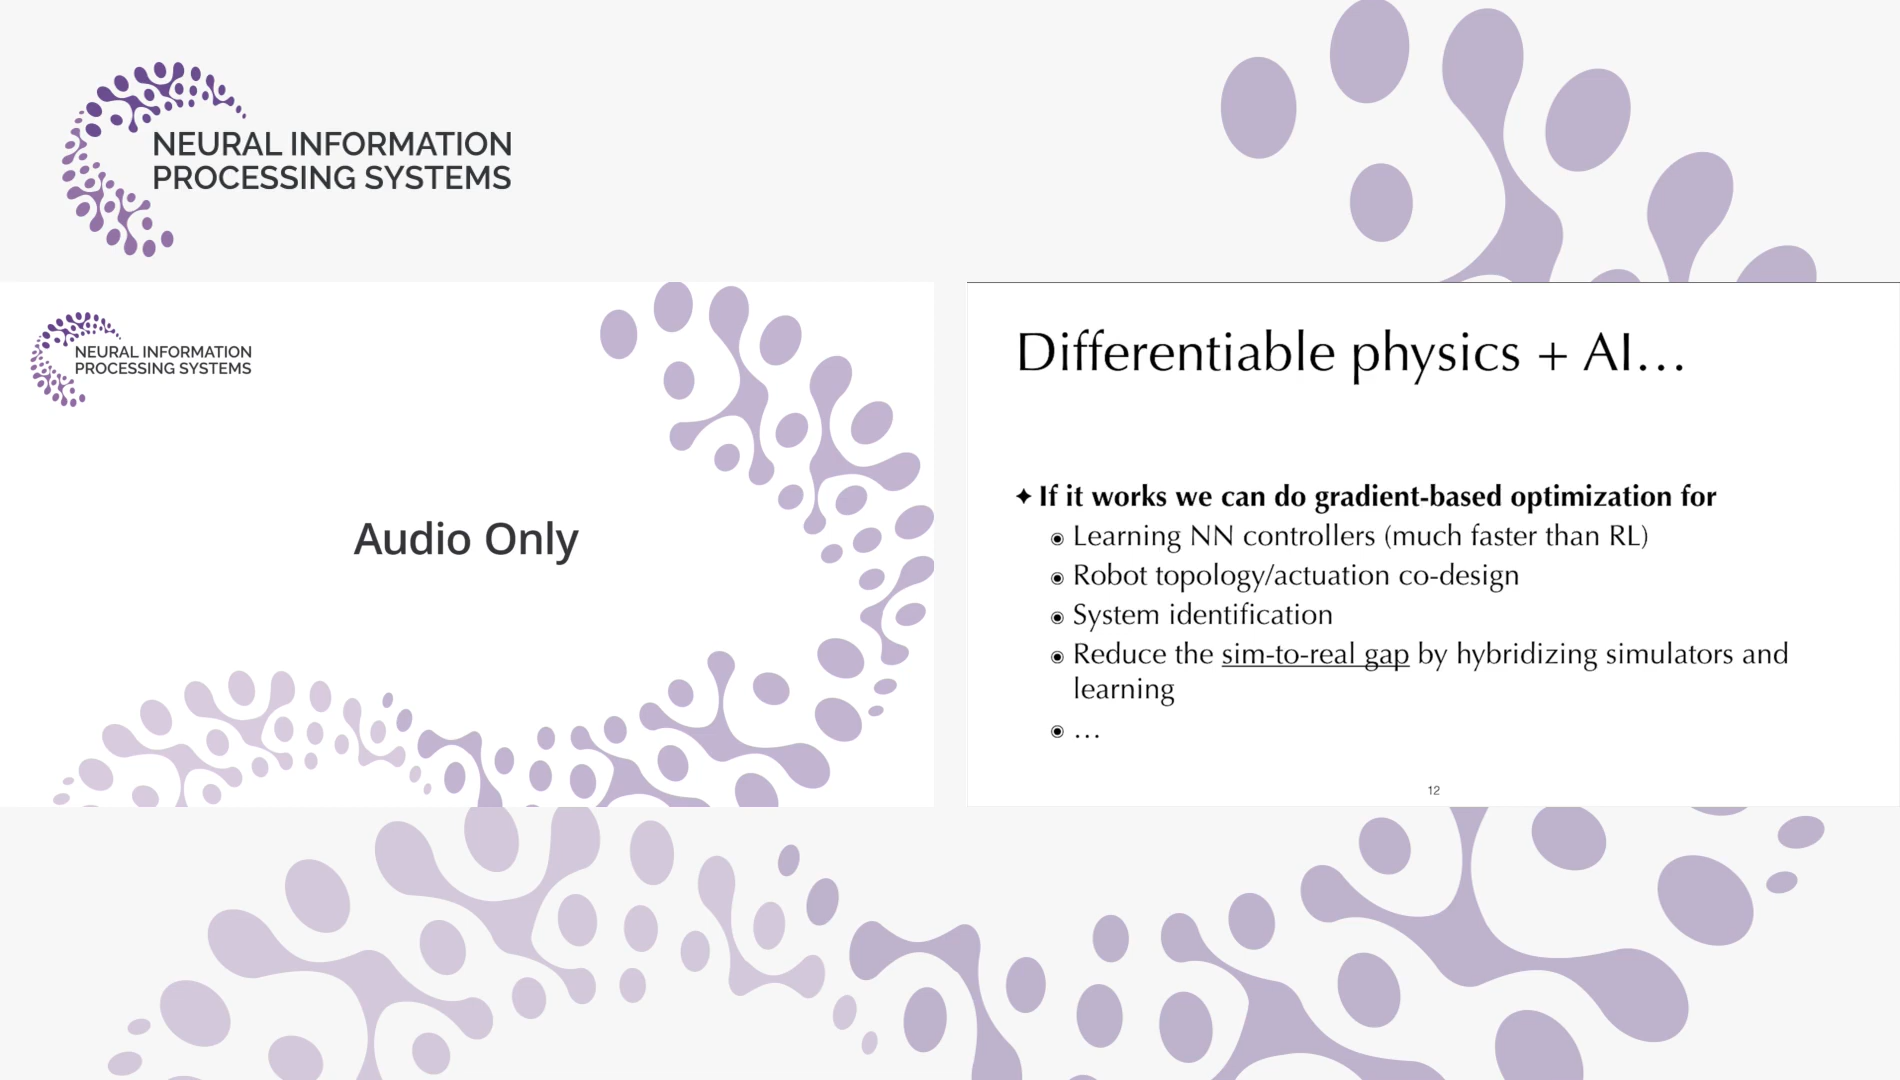 NEURAL INFORMATION
PROCESSING SYSTEMS
NEURAL INFORMATION
PROCESSING SYSTEMS
Audio Only
Differentiable physics + AI…
✦ If it works we can do gradient-based optimization for
◉ Learning NN controllers (much faster than RL)
◉ Robot topology/actuation co-design
◉ System identification
◉ Reduce the sim-to-real gap by hybridizing simulators and
learning
◉ …
12